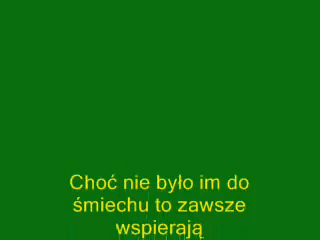 Choć nie było im do
śmiechu to zawsze
wspierają